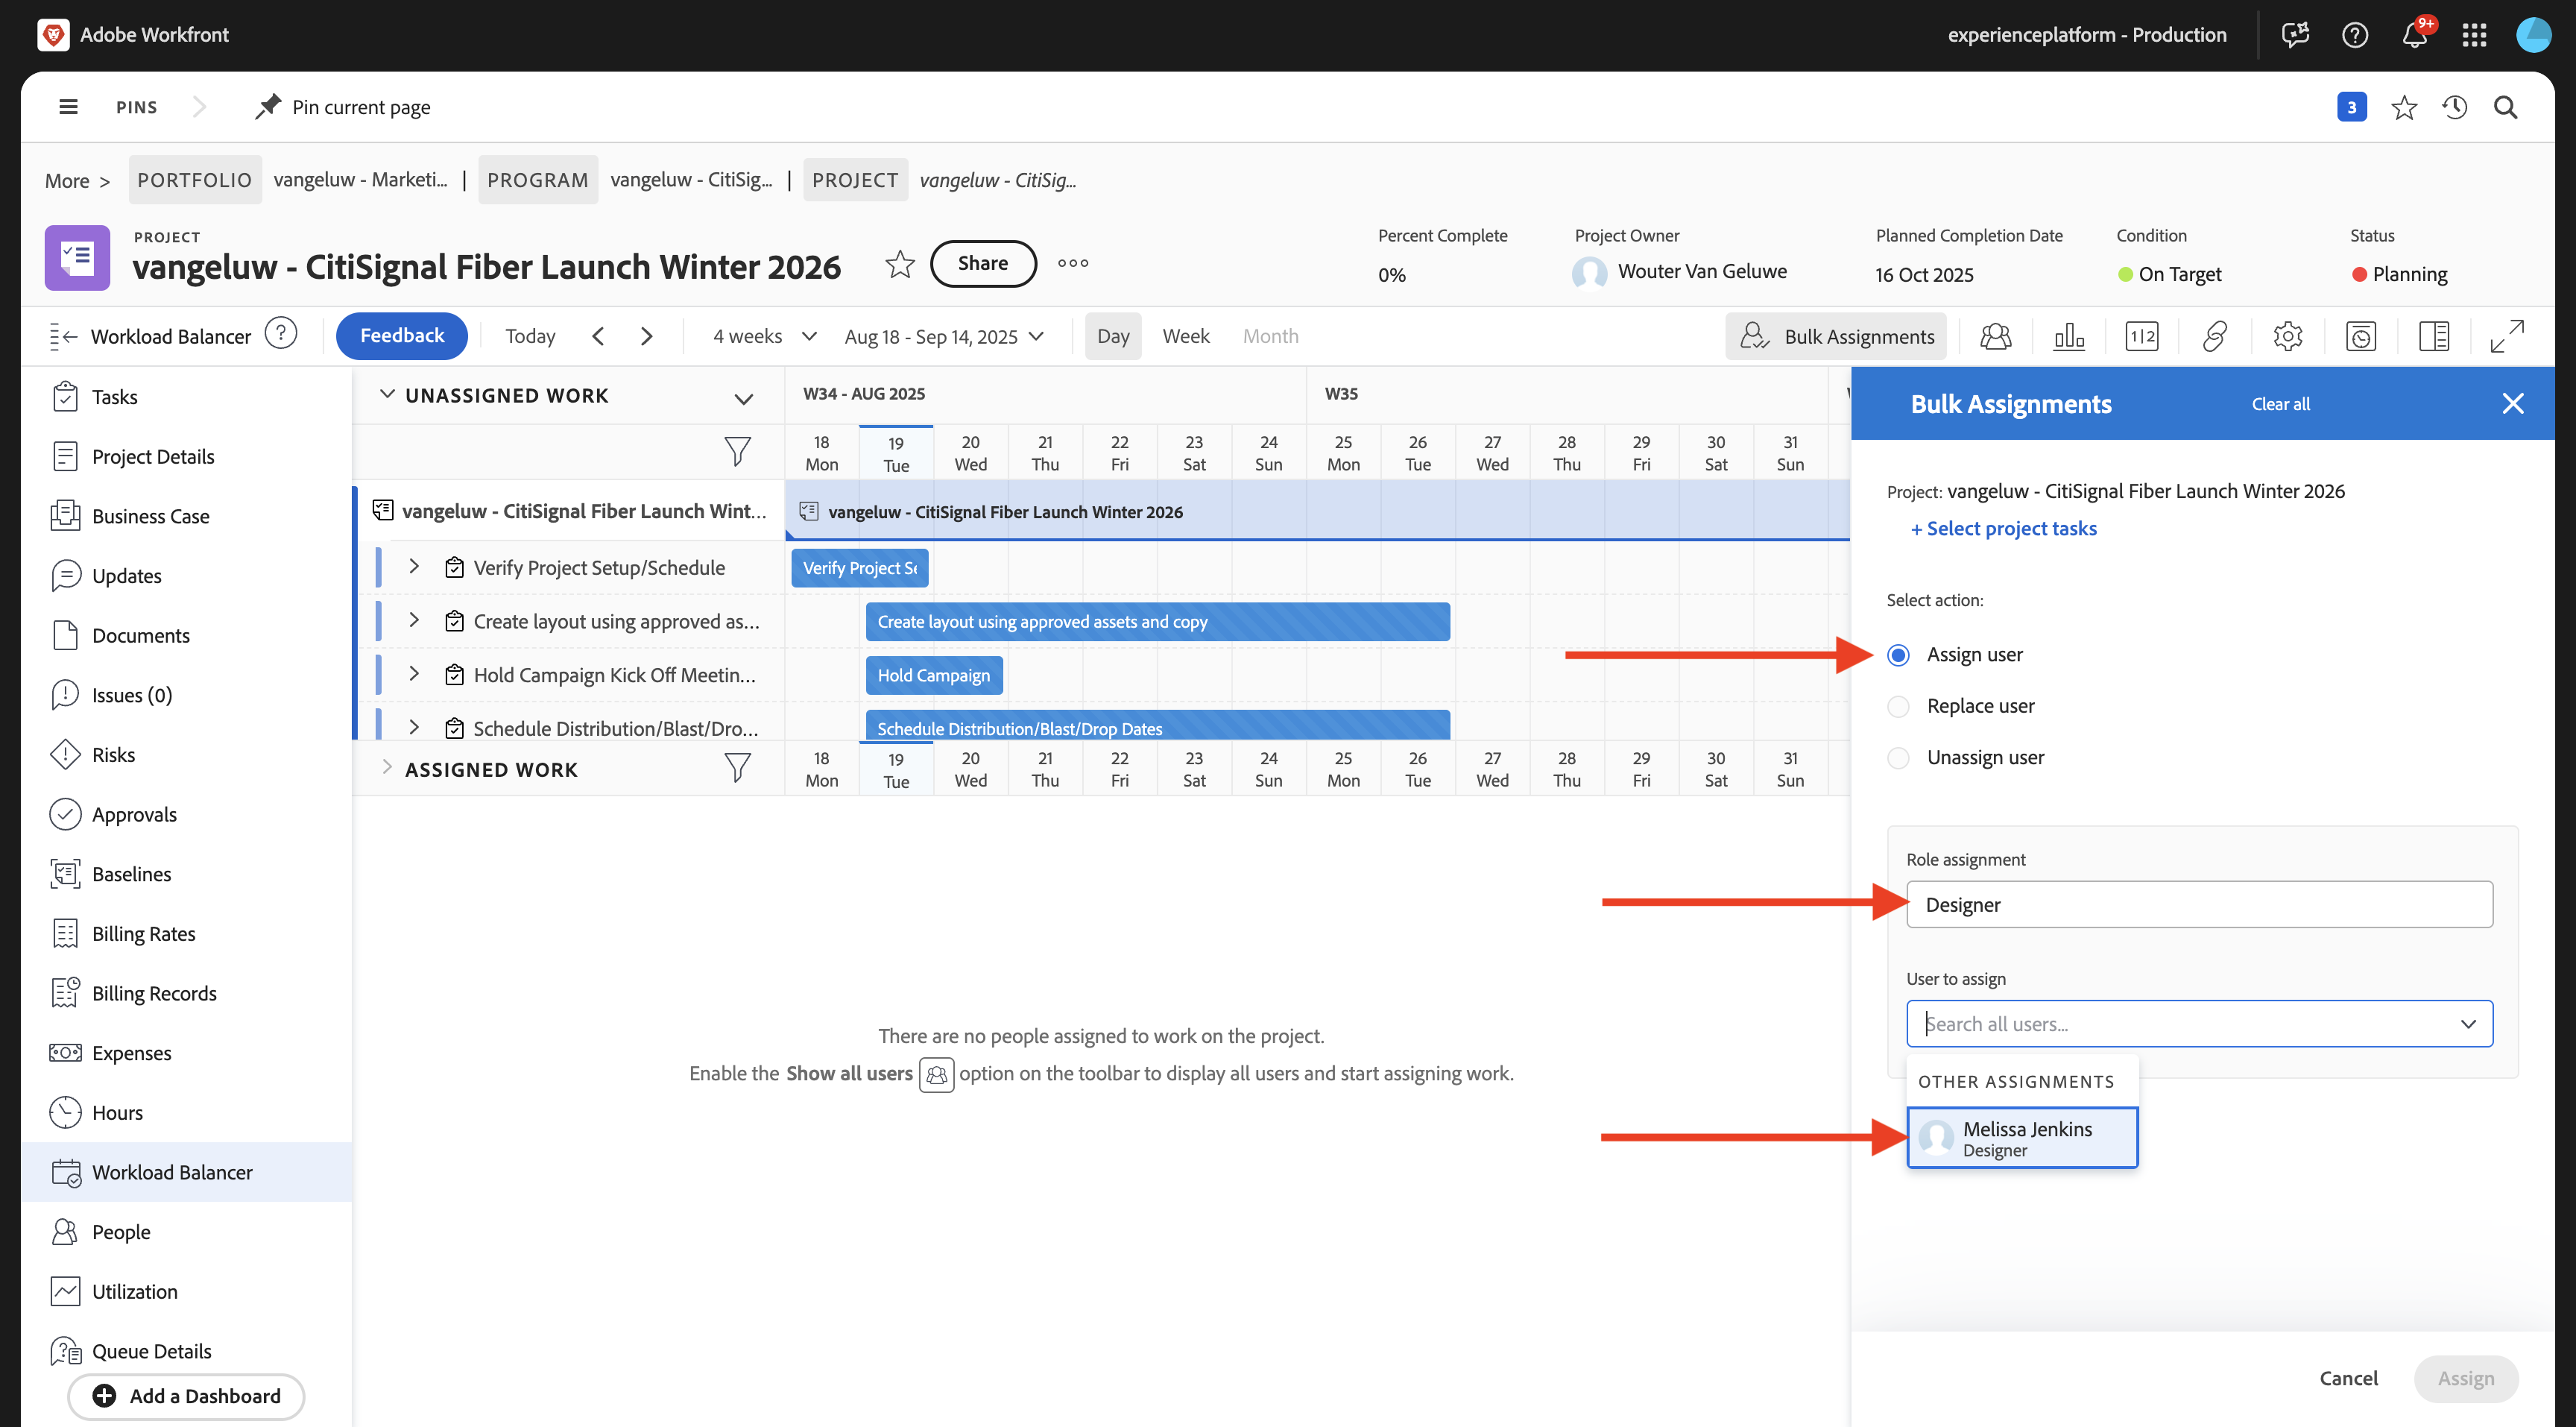 Adobe Workfront
experienceplatform - Production
9+
PINS
Pin current page
3
More >
PORTFOLIO
vangeluw - Marketi...
|
PROGRAM
vangeluw - CitiSig...
|
PROJECT
vangeluw - CitiSig...
PROJECT
vangeluw - CitiSignal Fiber Launch Winter 2026
Share
Percent Complete
0%
Project Owner
Wouter Van Geluwe
Planned Completion Date
16 Oct 2025
Condition
On Target
Status
Planning
Workload Balancer
Feedback
Today
4 weeks
Aug 18 - Sep 14, 2025
Day
Week
Month
Bulk Assignments
1|2
Tasks
Project Details
Business Case
Updates
Documents
Issues (0)
Risks
Approvals
Baselines
Billing Rates
Billing Records
Expenses
Hours
Workload Balancer
People
Utilization
Queue Details
Add a Dashboard
UNASSIGNED WORK
W34 - AUG 2025
W35
18 Mon
19 Tue
20 Wed
21 Thu
22 Fri
23 Sat
24 Sun
25 Mon
26 Tue
27 Wed
28 Thu
29 Fri
30 Sat
31 Sun
vangeluw - CitiSignal Fiber Launch Wint...
vangeluw - CitiSignal Fiber Launch Winter 2026
Verify Project Setup/Schedule
Verify Project Se
Create layout using approved as...
Create layout using approved assets and copy
Hold Campaign Kick Off Meetin...
Hold Campaign
Schedule Distribution/Blast/Dro...
Schedule Distribution/Blast/Drop Dates
ASSIGNED WORK
18 Mon
19 Tue
20 Wed
21 Thu
22 Fri
23 Sat
24 Sun
25 Mon
26 Tue
27 Wed
28 Thu
29 Fri
30 Sat
31 Sun
There are no people assigned to work on the project.
Enable the Show all users option on the toolbar to display all users and start assigning work.
Bulk Assignments
Clear all
Project: vangeluw - CitiSignal Fiber Launch Winter 2026
+ Select project tasks
Select action:
Assign user
Replace user
Unassign user
Role assignment
Designer
User to assign
Search all users...
OTHER ASSIGNMENTS
Melissa Jenkins
Designer
Cancel
Assign